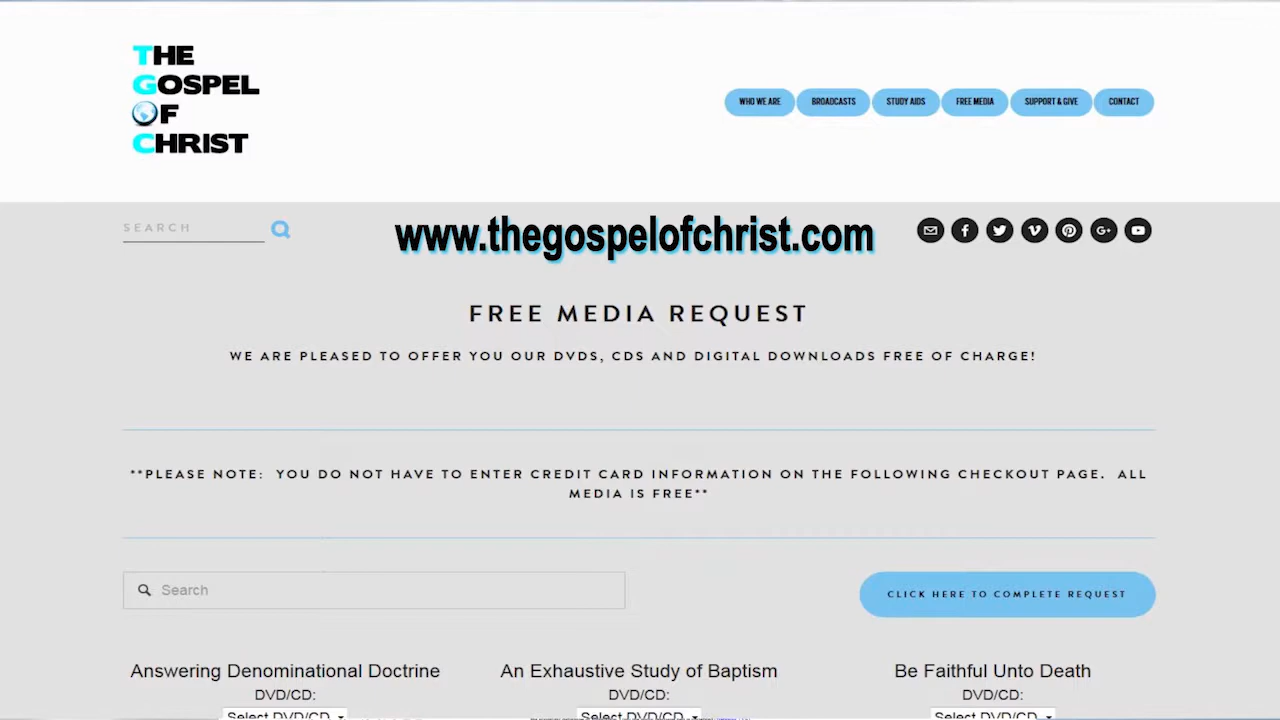 THE
GOSPEL
OF
CHRIST
WHO WE ARE BROADCASTS STUDY AIDS FREE MEDIA SUPPORT & GIVE CONTACT
SEARCH
www.thegospelofchrist.com
FREE MEDIA REQUEST
WE ARE PLEASED TO OFFER YOU OUR DVDS, CDS AND DIGITAL DOWNLOADS FREE OF CHARGE!
**PLEASE NOTE: YOU DO NOT HAVE TO ENTER CREDIT CARD INFORMATION ON THE FOLLOWING CHECKOUT PAGE. ALL
MEDIA IS FREE**
Search
CLICK HERE TO COMPLETE REQUEST
Answering Denominational Doctrine An Exhaustive Study of Baptism Be Faithful Unto Death
DVD/CD: DVD/CD: DVD/CD:
Select DVD/CD Select DVD/CD Select DVD/CD